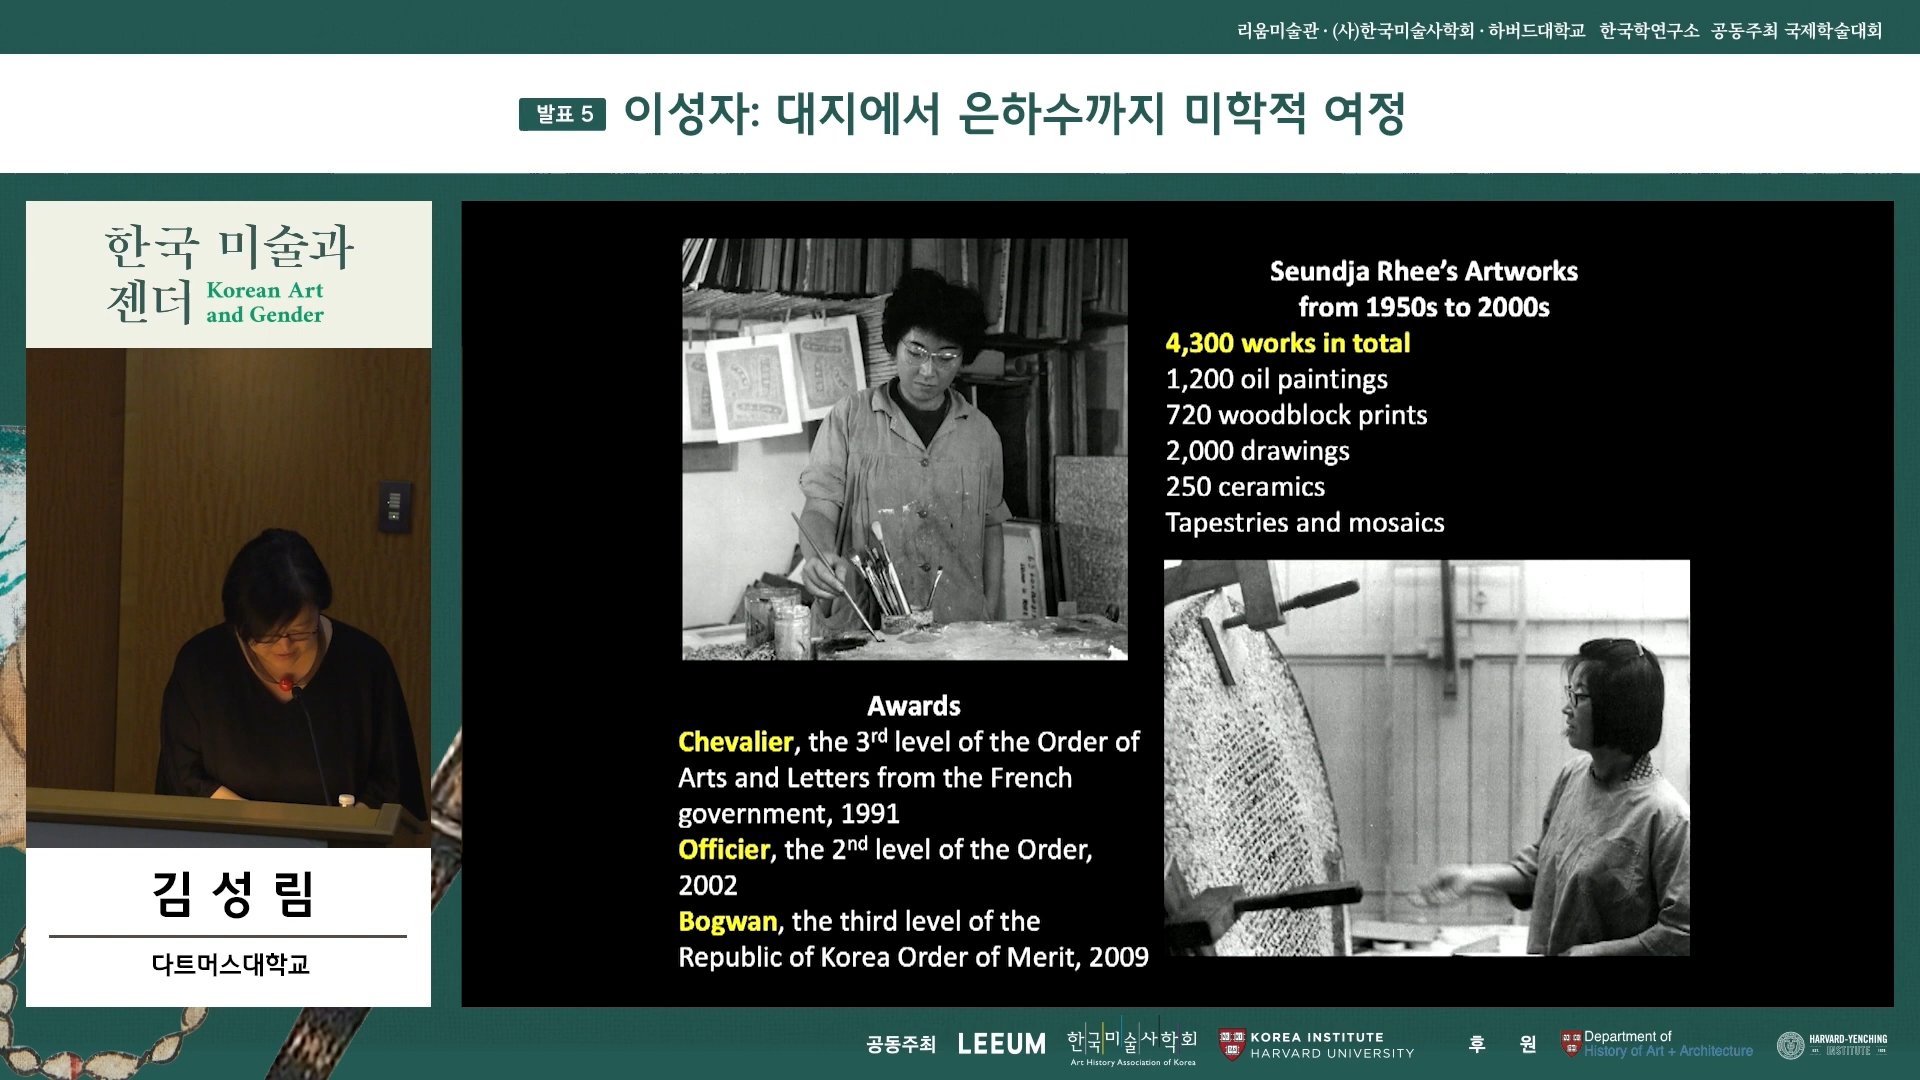 리움미술관 · (사)한국미술사학회 · 하버드대학교 한국학연구소 공동주최 국제학술대회
발표 5 이성자: 대지에서 은하수까지 미학적 여정
한국 미술과
젠더 Korean Art
and Gender
김성림
다트머스대학교
Seundja Rhee’s Artworks
from 1950s to 2000s
4,300 works in total
1,200 oil paintings
720 woodblock prints
2,000 drawings
250 ceramics
Tapestries and mosaics
Awards
Chevalier, the 3rd level of the Order of
Arts and Letters from the French
government, 1991
Officier, the 2nd level of the Order,
2002
Bogwan, the third level of the
Republic of Korea Order of Merit, 2009
공동주최 LEEUM 한국미술사학회 Art History Association of Korea KOREA INSTITUTE HARVARD UNIVERSITY 후 원 Department of History of Art + Architecture HARVARD-YENCHING INSTITUTE